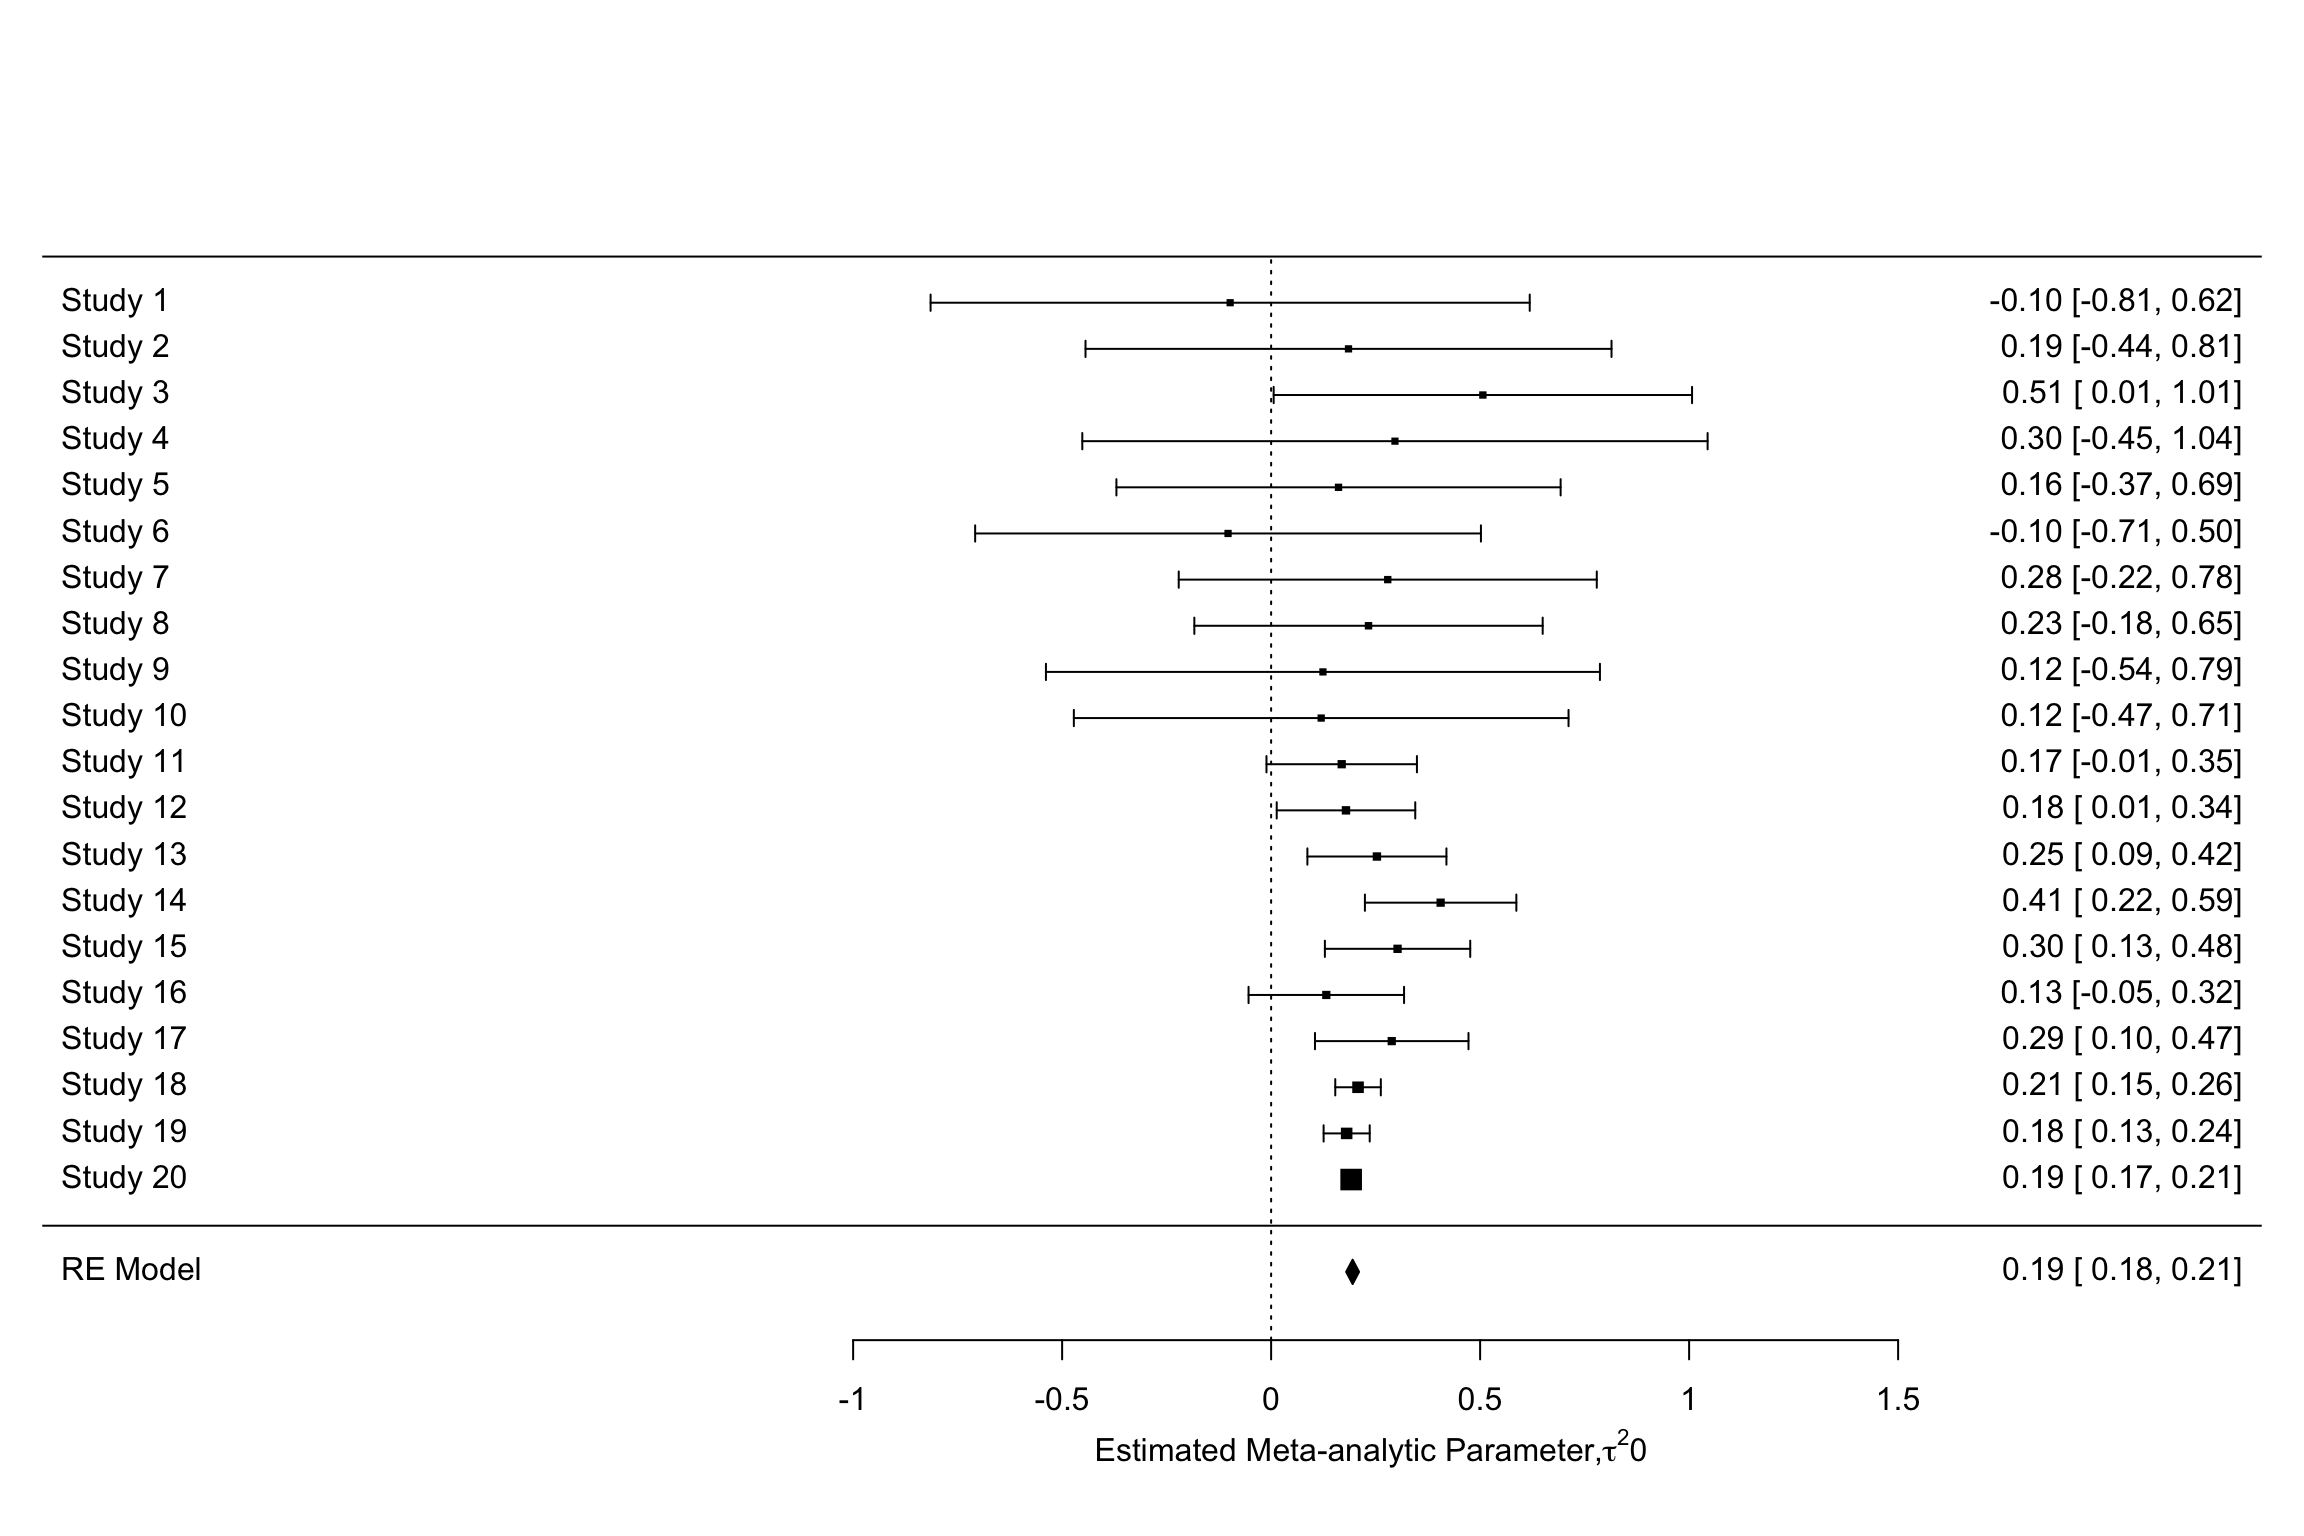 Study 1 -0.10 [-0.81, 0.62]
Study 2 0.19 [-0.44, 0.81]
Study 3 0.51 [ 0.01, 1.01]
Study 4 0.30 [-0.45, 1.04]
Study 5 0.16 [-0.37, 0.69]
Study 6 -0.10 [-0.71, 0.50]
Study 7 0.28 [-0.22, 0.78]
Study 8 0.23 [-0.18, 0.65]
Study 9 0.12 [-0.54, 0.79]
Study 10 0.12 [-0.47, 0.71]
Study 11 0.17 [-0.01, 0.35]
Study 12 0.18 [ 0.01, 0.34]
Study 13 0.25 [ 0.09, 0.42]
Study 14 0.41 [ 0.22, 0.59]
Study 15 0.30 [ 0.13, 0.48]
Study 16 0.13 [-0.05, 0.32]
Study 17 0.29 [ 0.10, 0.47]
Study 18 0.21 [ 0.15, 0.26]
Study 19 0.18 [ 0.13, 0.24]
Study 20 0.19 [ 0.17, 0.21]
RE Model 0.19 [ 0.18, 0.21]
-1 -0.5 0 0.5 1 1.5
Estimated Meta-analytic Parameter,τ²0